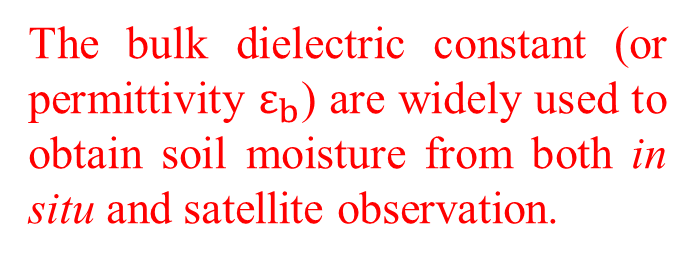 The bulk dielectric constant (or
permittivity ε_b) are widely used to
obtain soil moisture from both in
situ and satellite observation.